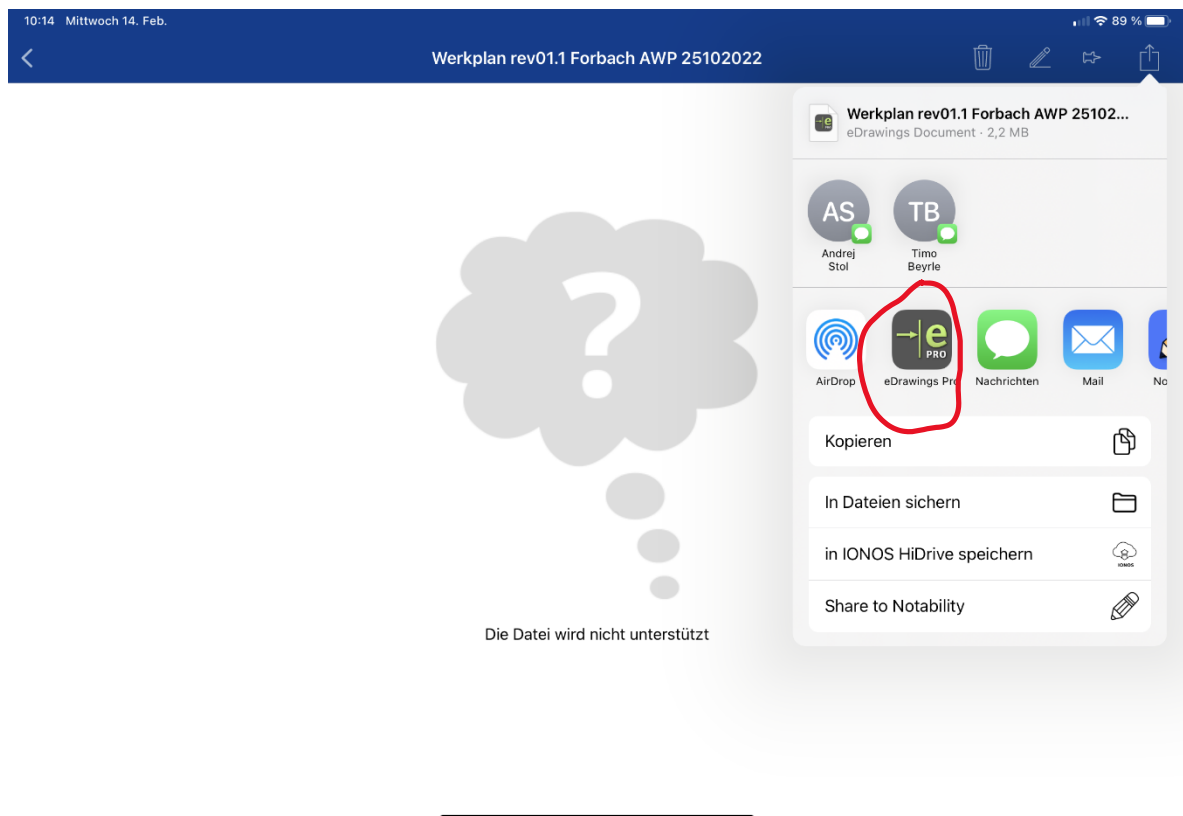 10:14 Mittwoch 14. Feb.
89 %
Werkplan rev01.1 Forbach AWP 25102022
Werkplan rev01.1 Forbach AWP 25102...
eDrawings Document · 2,2 MB
AS
TB
Andrej
Stol
Timo
Beyrle
e
PRO
AirDrop
eDrawings Pro
Nachrichten
Mail
No
?
Kopieren
In Dateien sichern
in IONOS HiDrive speichern
IONOS
Share to Notability
Die Datei wird nicht unterstützt